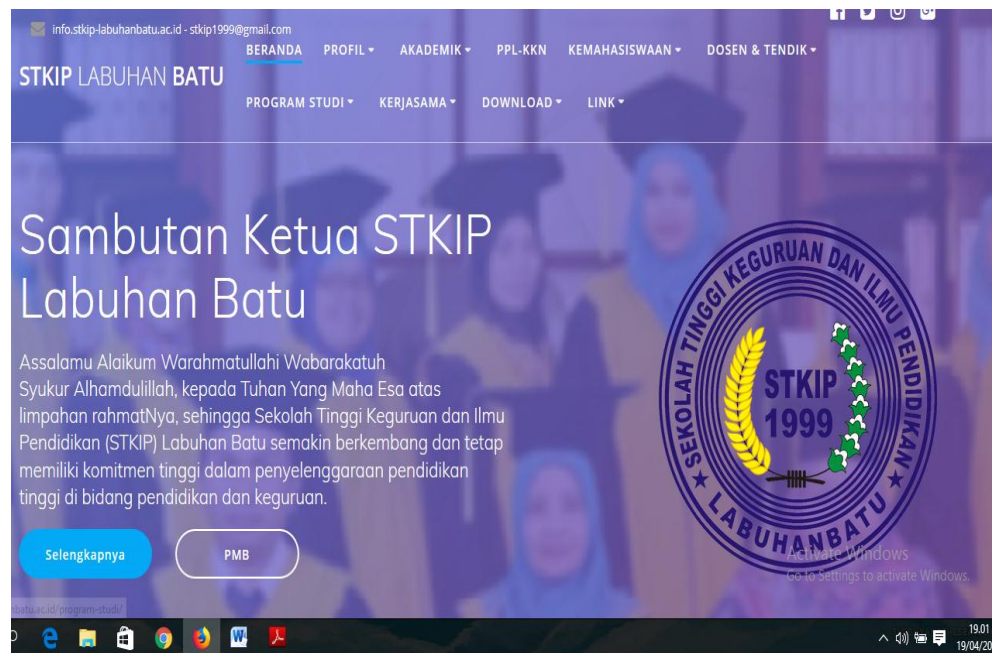 info.stkip-labuhanbatu.ac.id - stkip1999@gmail.com
STKIP LABUHAN BATU
BERANDA PROFIL AKADEMIK PPL-KKN KEMAHASISWAAN DOSEN & TENDIK
PROGRAM STUDI KERJASAMA DOWNLOAD LINK
Sambutan Ketua STKIP
Labuhan Batu
Assalamu Alaikum Warahmatullahi Wabarakatuh
Syukur Alhamdulillah, kepada Tuhan Yang Maha Esa atas
limpahan rahmatNya, sehingga Sekolah Tinggi Keguruan dan Ilmu
Pendidikan (STKIP) Labuhan Batu semakin berkembang dan tetap
memiliki komitmen tinggi dalam penyelenggaraan pendidikan
tinggi di bidang pendidikan dan keguruan.
Selengkapnya PMB
SEKOLAH TINGGI KEGURUAN DAN ILMU PENDIDIKAN
STKIP
1999
LABUHANBATU
Activate Windows
Go to Settings to activate Windows.
nbatu.ac.id/program-studi/
19.01
19/04/20